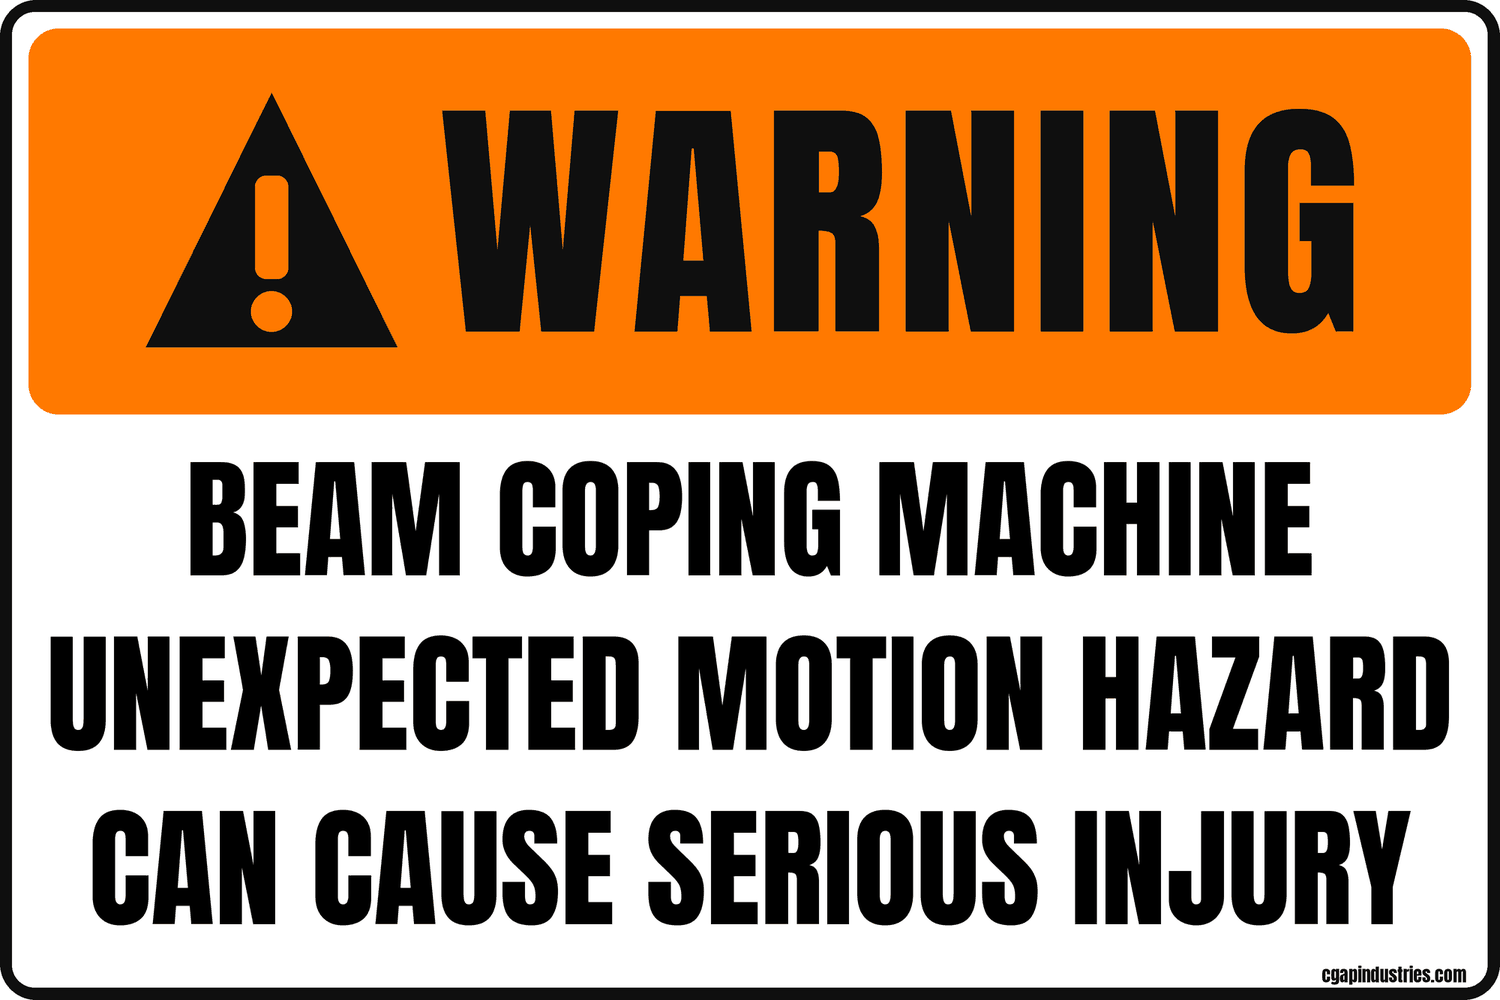 WARNING
BEAM COPING MACHINE
UNEXPECTED MOTION HAZARD
CAN CAUSE SERIOUS INJURY
cgapindustries.com